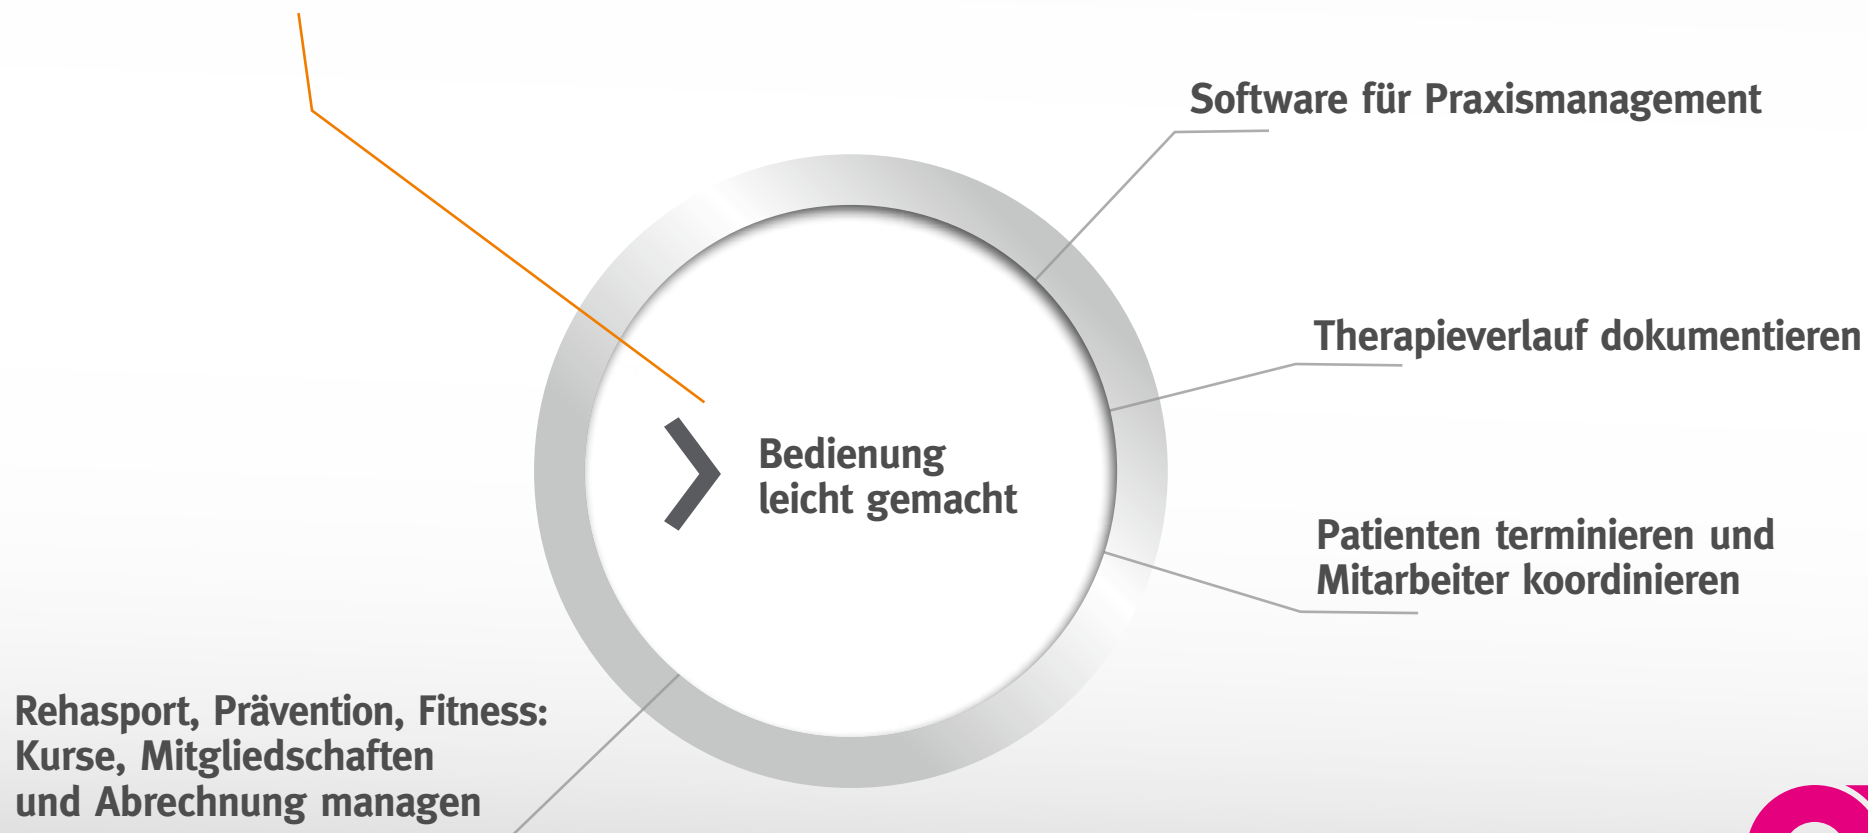 Software für Praxismanagement
Therapieverlauf dokumentieren
Bedienung
leicht gemacht
Patienten terminieren und
Mitarbeiter koordinieren
Rehasport, Prävention, Fitness:
Kurse, Mitgliedschaften
und Abrechnung managen